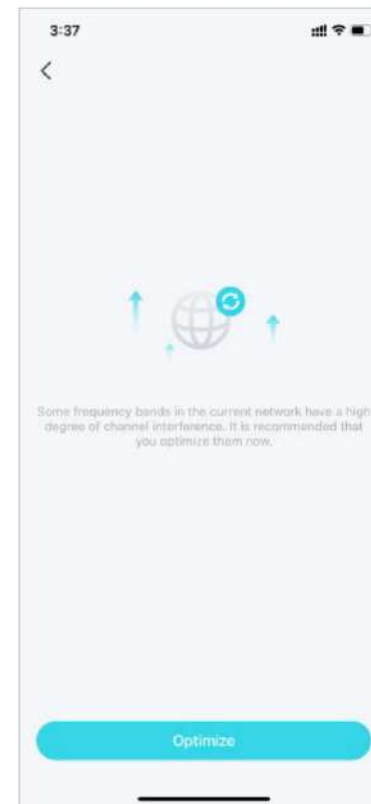 3:37
Some frequency bands in the current network have a high
degree of channel interference. It is recommended that
you optimize them now.
Optimize